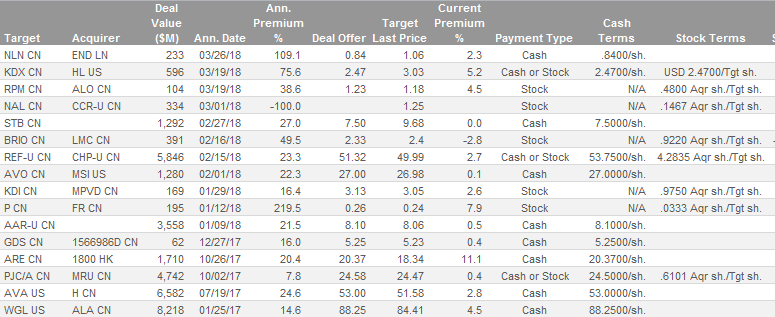 Deal Ann. Target Current
Value Premium Deal Offer Last Price Premium Cash
Target Acquirer ($M) Ann. Date % % Payment Type Terms Stock Terms
NLN CN END LN 233 03/26/18 109.1 0.84 1.06 2.3 Cash .8400/sh.
KDX CN HL US 596 03/19/18 75.6 2.47 3.03 5.2 Cash or Stock 2.4700/sh. USD 2.4700/Tgt sh.
RPM CN ALO CN 104 03/19/18 38.6 1.23 1.18 4.5 Stock N/A .4800 Aqr sh./Tgt sh.
NAL CN CCR-U CN 334 03/01/18 -100.0 1.25 Stock N/A .1467 Aqr sh./Tgt sh.
STB CN 1,292 02/27/18 27.0 7.50 9.68 0.0 Cash 7.5000/sh.
BRIO CN LMC CN 391 02/16/18 49.5 2.33 2.4 -2.8 Stock N/A .9220 Aqr sh./Tgt sh.
REF-U CN CHP-U CN 5,846 02/15/18 23.3 51.32 49.99 2.7 Cash or Stock 53.7500/sh. 4.2835 Aqr sh./Tgt sh.
AVO CN MSI US 1,280 02/01/18 22.3 27.00 26.98 0.1 Cash 27.0000/sh.
KDI CN MPVD CN 169 01/29/18 16.4 3.13 3.05 2.6 Stock N/A .9750 Aqr sh./Tgt sh.
P CN FR CN 195 01/12/18 219.5 0.26 0.24 7.9 Stock N/A .0333 Aqr sh./Tgt sh.
AAR-U CN 3,558 01/09/18 21.5 8.10 8.06 0.5 Cash 8.1000/sh.
GDS CN 1566986D CN 62 12/27/17 16.0 5.25 5.23 0.4 Cash 5.2500/sh.
ARE CN 1800 HK 1,710 10/26/17 20.4 20.37 18.34 11.1 Cash 20.3700/sh.
PJC/A CN MRU CN 4,742 10/02/17 7.8 24.58 24.47 0.4 Cash or Stock 24.5000/sh. .6101 Aqr sh./Tgt sh.
AVA US H CN 6,582 07/19/17 24.6 53.00 51.58 2.8 Cash 53.0000/sh.
WGL US ALA CN 8,218 01/25/17 14.6 88.25 84.41 4.5 Cash 88.2500/sh.